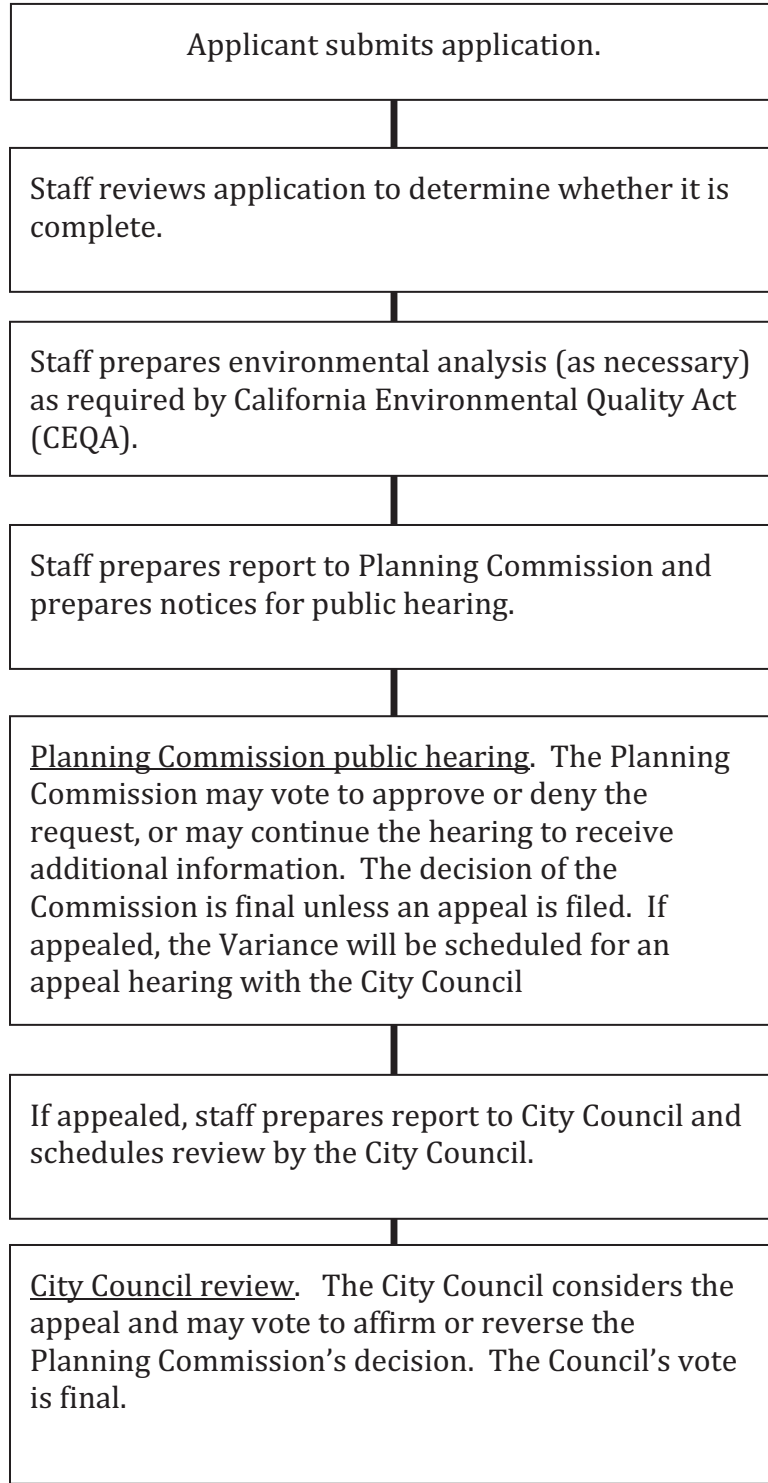 Applicant submits application.
Staff reviews application to determine whether it is
complete.
Staff prepares environmental analysis (as necessary)
as required by California Environmental Quality Act
(CEQA).
Staff prepares report to Planning Commission and
prepares notices for public hearing.
Planning Commission public hearing.  The Planning
Commission may vote to approve or deny the
request, or may continue the hearing to receive
additional information.  The decision of the
Commission is final unless an appeal is filed.  If
appealed, the Variance will be scheduled for an
appeal hearing with the City Council
If appealed, staff prepares report to City Council and
schedules review by the City Council.
City Council review.   The City Council considers the
appeal and may vote to affirm or reverse the
Planning Commission’s decision.  The Council’s vote
is final.